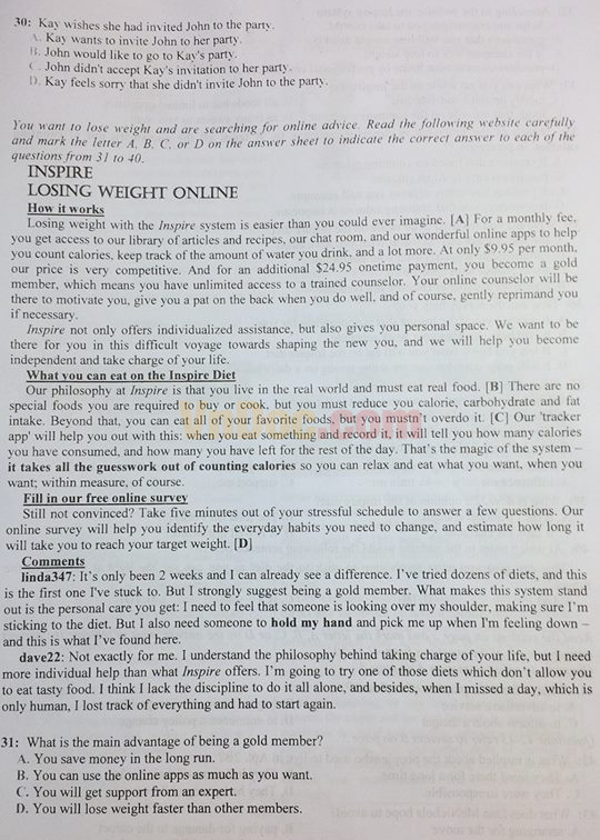 30: Kay wishes she had invited John to the party.
A. Kay wants to invite John to her party.
B. John would like to go to Kay's party.
C. John didn't accept Kay's invitation to her party.
D. Kay feels sorry that she didn't invite John to the party.
You want to lose weight and are searching for online advice. Read the following website carefully
and mark the letter A, B, C, or D on the answer sheet to indicate the correct answer to each of the
questions from 31 to 40.
INSPIRE
LOSING WEIGHT ONLINE
How it works
Losing weight with the Inspire system is easier than you could ever imagine. [A] For a monthly fee,
you get access to our library of articles and recipes, our chat room, and our wonderful online apps to help
you count calories, keep track of the amount of water you drink, and a lot more. At only $9.95 per month,
our price is very competitive. And for an additional $24.95 onetime payment, you become a gold
member, which means you have unlimited access to a trained counselor. Your online counselor will be
there to motivate you, give you a pat on the back when you do well, and of course, gently reprimand you
if necessary.
Inspire not only offers individualized assistance, but also gives you personal space. We want to be
there for you in this difficult voyage towards shaping the new you, and we will help you become
independent and take charge of your life.
What you can eat on the Inspire Diet
Our philosophy at Inspire is that you live in the real world and must eat real food. [B] There are no
special foods you are required to buy or cook, but you must reduce you calorie, carbohydrate and fat
intake. Beyond that, you can eat all of your favorite foods, but you mustn't overdo it. [C] Our 'tracker
app' will help you out with this: when you eat something and record it, it will tell you how many calories
you have consumed, and how many you have left for the rest of the day. That's the magic of the system –
it takes all the guesswork out of counting calories so you can relax and eat what you want, when you
want; within measure, of course.
Fill in our free online survey
Still not convinced? Take five minutes out of your stressful schedule to answer a few questions. Our
online survey will help you identify the everyday habits you need to change, and estimate how long it
will take you to reach your target weight. [D]
Comments
linda347: It's only been 2 weeks and I can already see a difference. I've tried dozens of diets, and this
is the first one I've stuck to. But I strongly suggest being a gold member. What makes this system stand
out is the personal care you get: I need to feel that someone is looking over my shoulder, making sure I'm
sticking to the diet. But I also need someone to hold my hand and pick me up when I'm feeling down –
and this is what I've found here.
dave22: Not exactly for me. I understand the philosophy behind taking charge of your life, but I need
more individual help than what Inspire offers. I'm going to try one of those diets which don't allow you
to eat tasty food. I think I lack the discipline to do it all alone, and besides, when I missed a day, which is
only human, I lost track of everything and had to start again.
31: What is the main advantage of being a gold member?
A. You save money in the long run.
B. You can use the online apps as much as you want.
C. You will get support from an expert.
D. You will lose weight faster than other members.